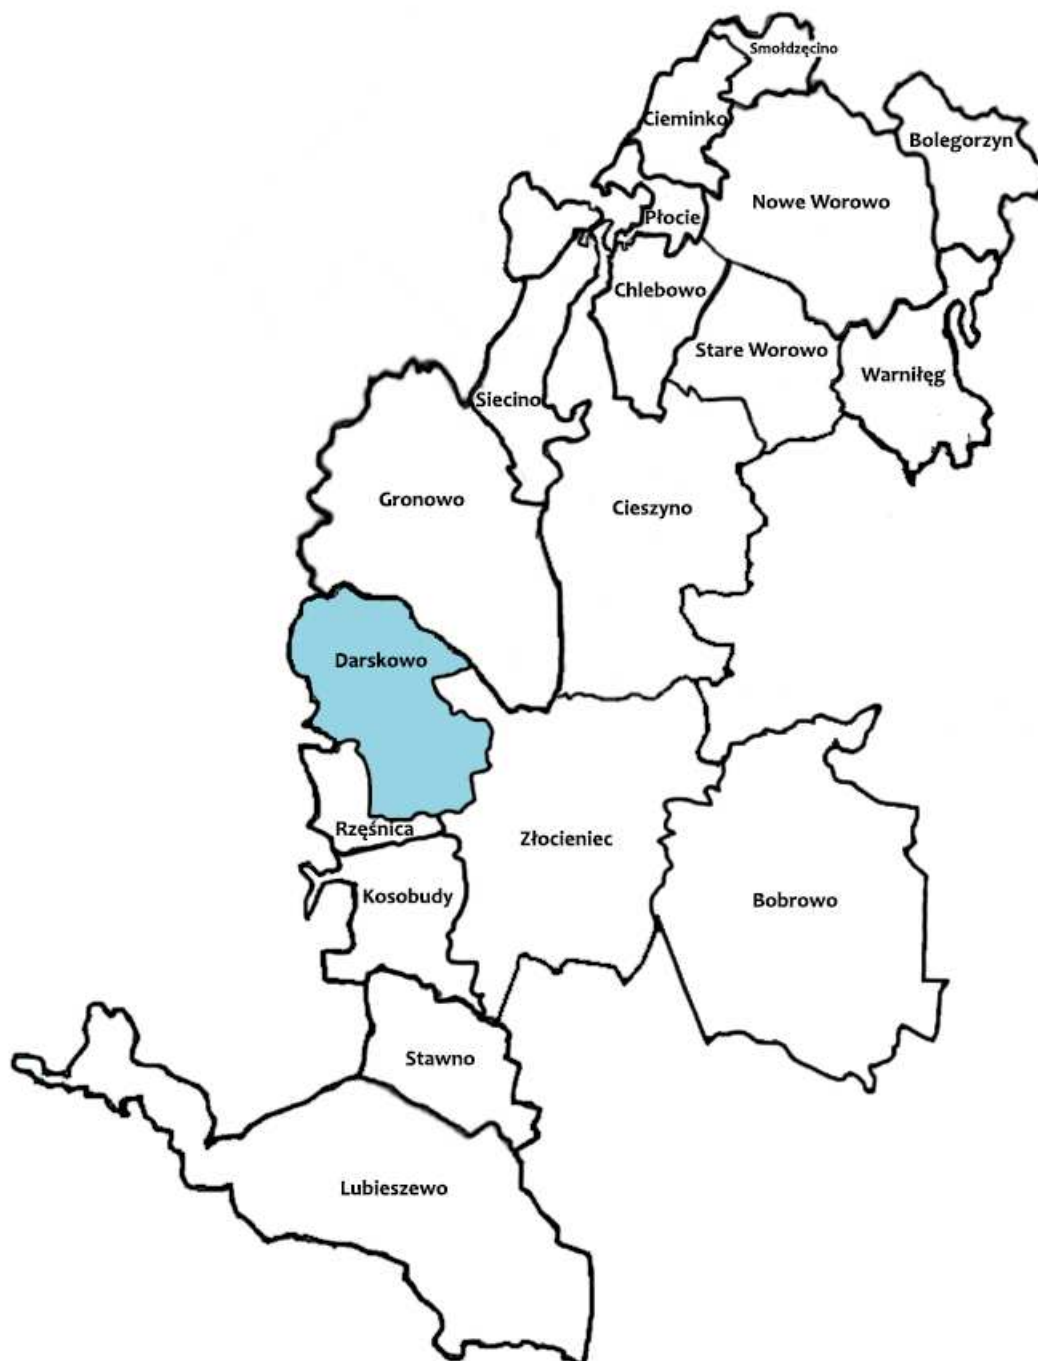 Smołdzęcino
Cieminko
Bolegorzyn
Nowe Worowo
Płocie
Chlebowo
Stare Worowo
Warniłęg
Siecino
Gronowo
Cieszyno
Darskowo
Rzęśnica
Złocieniec
Kosobudy
Bobrowo
Stawno
Lubieszewo